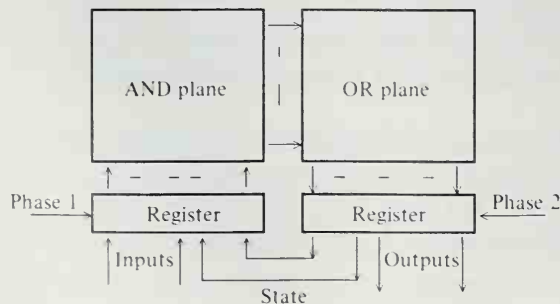 AND plane
OR plane
Phase 1
Register
Register
Phase 2
Inputs
Outputs
State